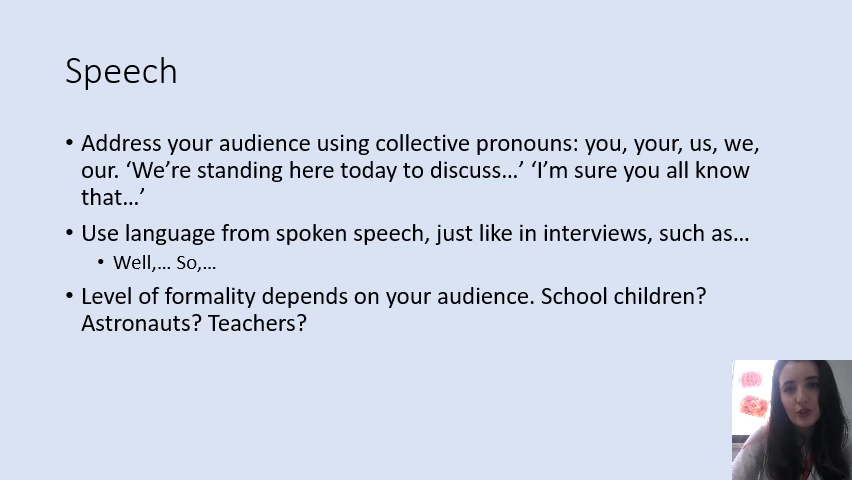 Speech
• Address your audience using collective pronouns: you, your, us, we,
our. ‘We’re standing here today to discuss…’ ‘I’m sure you all know
that…’
• Use language from spoken speech, just like in interviews, such as…
• Well,… So,…
• Level of formality depends on your audience. School children?
Astronauts? Teachers?